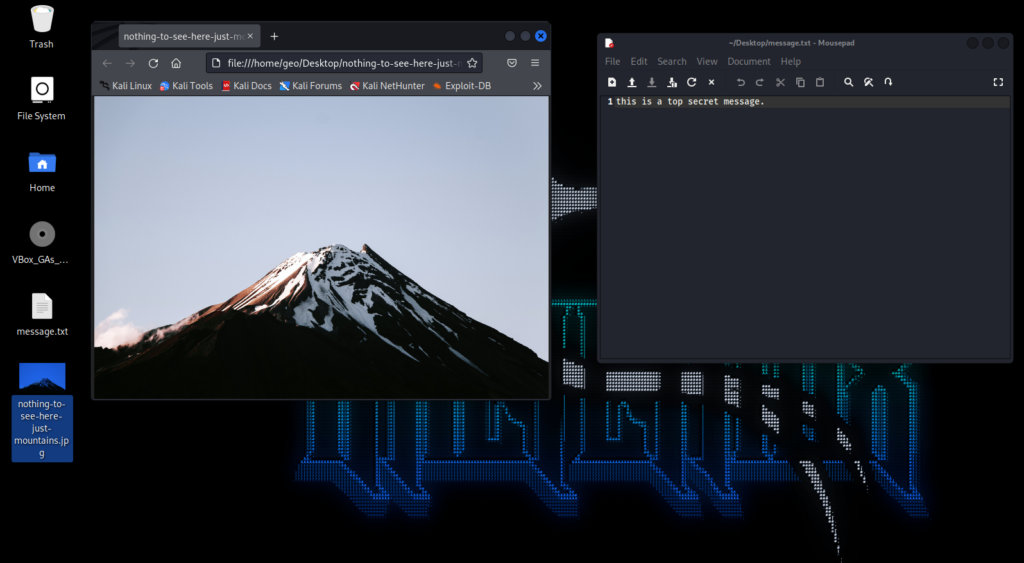 Trash
File System
Home
VBox_GAs_...
message.txt
nothing-to-
see-here-
just-
mountains.jp
g
nothing-to-see-here-just-mo
file:///home/geo/Desktop/nothing-to-see-here-just-m
Kali Linux Kali Tools Kali Docs Kali Forums Kali NetHunter Exploit-DB
~/Desktop/message.txt - Mousepad
File Edit Search View Document Help
1 this is a top secret message.